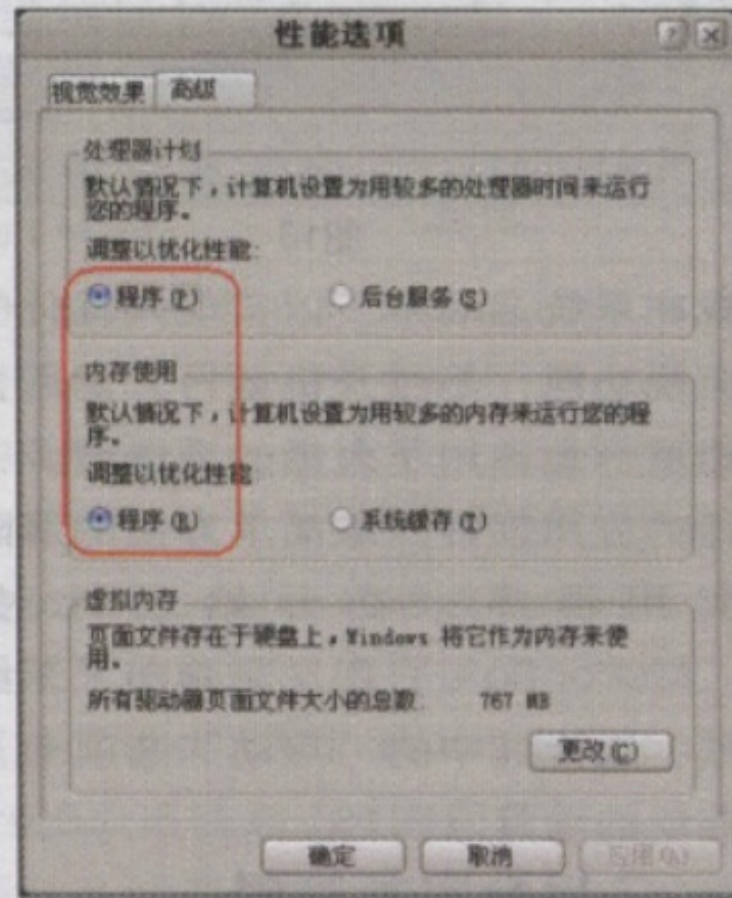 性能选项
视觉效果 高级
处理器计划
默认情况下，计算机设置为用较多的处理器时间来运行
您的程序。
调整以优化性能:
程序(P) 后台服务(S)
内存使用
默认情况下，计算机设置为用较多的内存来运行您的程
序。
调整以优化性能:
程序(R) 系统缓存(T)
虚拟内存
页面文件存在于硬盘上，Windows 将它作为内存来使
用。
所有驱动器页面文件大小的总数: 767 MB
更改(C)
确定 取消 应用(A)